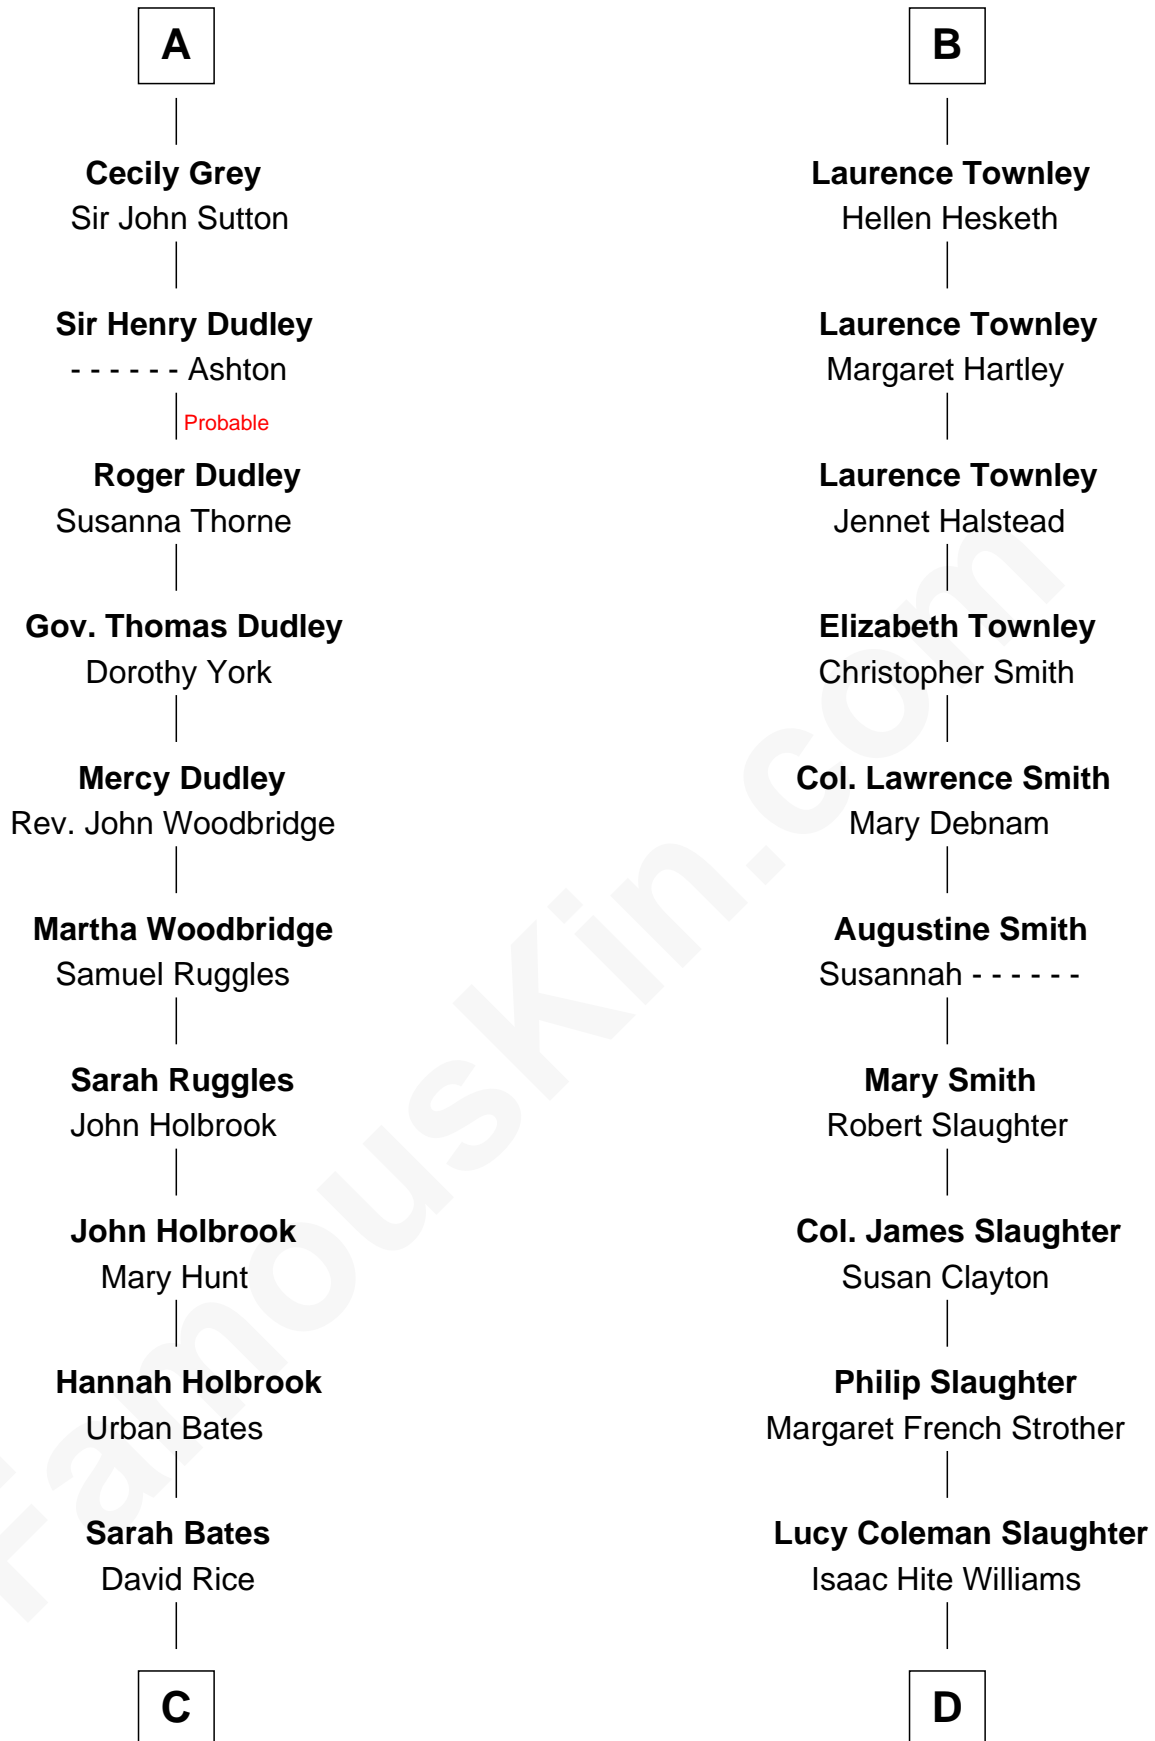 A
Cecily Grey
Sir John Sutton
Sir Henry Dudley
- - - - - - Ashton
Probable
Roger Dudley
Susanna Thorne
Gov. Thomas Dudley
Dorothy York
Mercy Dudley
Rev. John Woodbridge
Martha Woodbridge
Samuel Ruggles
Sarah Ruggles
John Holbrook
John Holbrook
Mary Hunt
Hannah Holbrook
Urban Bates
Sarah Bates
David Rice
C
B
Laurence Townley
Hellen Hesketh
Laurence Townley
Margaret Hartley
Laurence Townley
Jennet Halstead
Elizabeth Townley
Christopher Smith
Col. Lawrence Smith
Mary Debnam
Augustine Smith
Susannah - - - - - -
Mary Smith
Robert Slaughter
Col. James Slaughter
Susan Clayton
Philip Slaughter
Margaret French Strother
Lucy Coleman Slaughter
Isaac Hite Williams
D
FamousKin.com